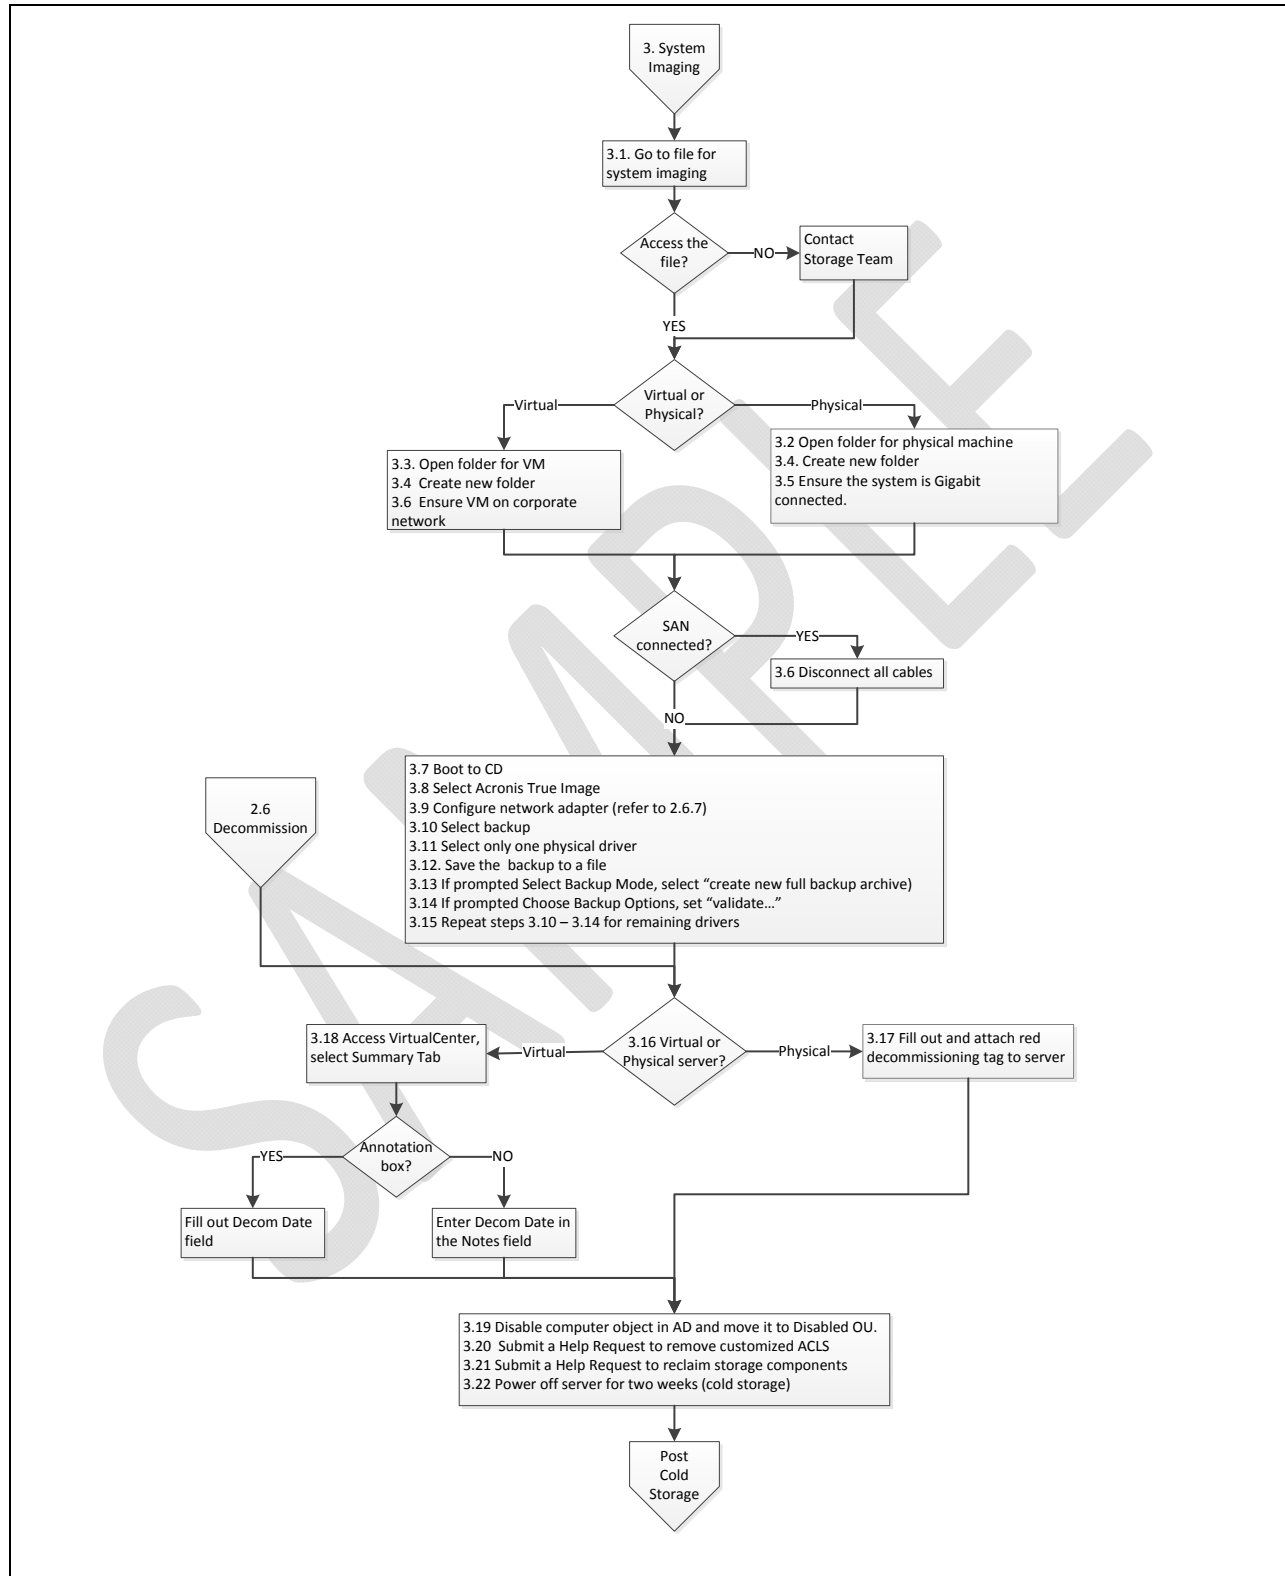 3. System
Imaging
3.1. Go to file for
system imaging
Access the
file?
NO
Contact
Storage Team
YES
Virtual or
Physical?
Virtual
Physical
3.3. Open folder for VM
3.4 Create new folder
3.6 Ensure VM on corporate
network
3.2 Open folder for physical machine
3.4. Create new folder
3.5 Ensure the system is Gigabit
connected.
SAN
connected?
YES
3.6 Disconnect all cables
NO
3.7 Boot to CD
3.8 Select Acronis True Image
3.9 Configure network adapter (refer to 2.6.7)
3.10 Select backup
3.11 Select only one physical driver
3.12. Save the backup to a file
3.13 If prompted Select Backup Mode, select “create new full backup archive)
3.14 If prompted Choose Backup Options, set “validate…”
3.15 Repeat steps 3.10 – 3.14 for remaining drivers
2.6
Decommission
3.16 Virtual or
Physical server?
Virtual
Physical
3.18 Access VirtualCenter,
select Summary Tab
3.17 Fill out and attach red
decommissioning tag to server
Annotation
box?
YES
NO
Fill out Decom Date
field
Enter Decom Date in
the Notes field
3.19 Disable computer object in AD and move it to Disabled OU.
3.20 Submit a Help Request to remove customized ACLS
3.21 Submit a Help Request to reclaim storage components
3.22 Power off server for two weeks (cold storage)
Post
Cold
Storage
SAMPLE